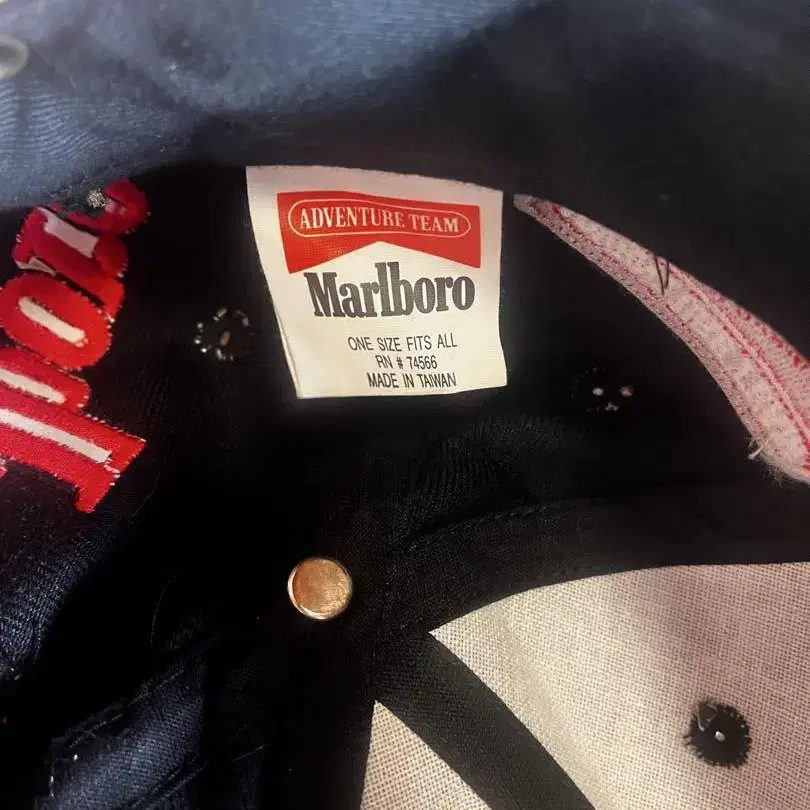 ADVENTURE TEAM
Marlboro
ONE SIZE FITS ALL
RN # 74566
MADE IN TAIWAN